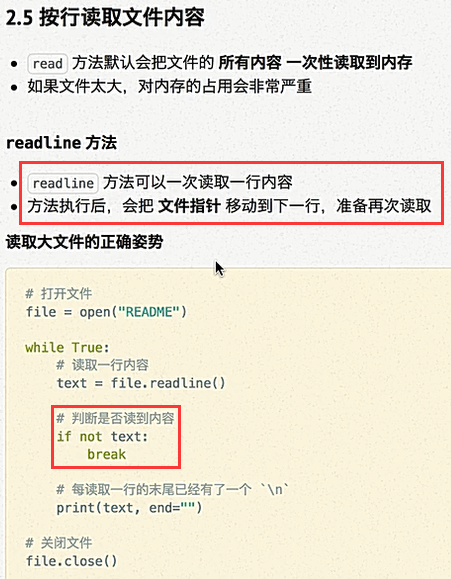 2.5 按行读取文件内容
• read 方法默认会把文件的 所有内容 一次性读取到内存
• 如果文件太大，对内存的占用会非常严重
readline 方法
• readline 方法可以一次读取一行内容
• 方法执行后，会把 文件指针 移动到下一行，准备再次读取
读取大文件的正确姿势
# 打开文件
file = open("README")
while True:
    # 读取一行内容
    text = file.readline()
    # 判断是否读到内容
    if not text:
        break
    # 每读取一行的末尾已经有了一个 `\n`
    print(text, end="")
# 关闭文件
file.close()